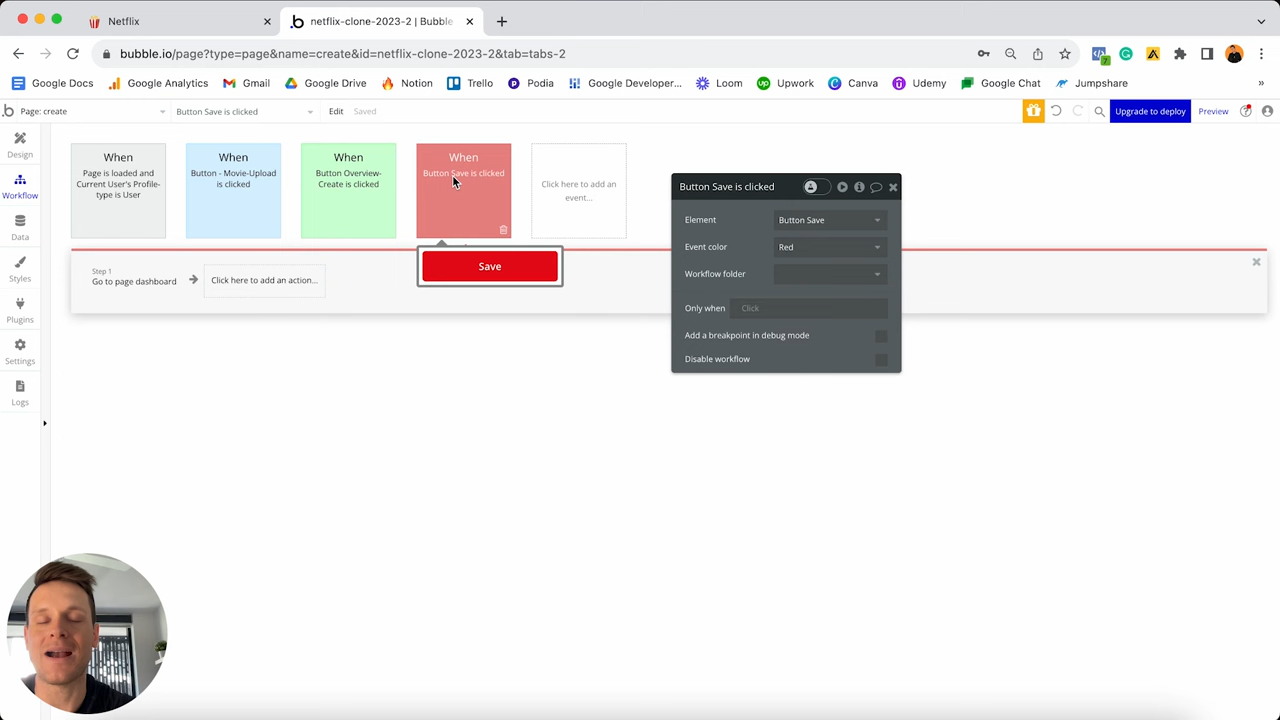 Netflix
netflix-clone-2023-2 | Bubble
bubble.io/page?type=page&name=create&id=netflix-clone-2023-2&tab=tabs-2
7
Google Docs
Google Analytics
Gmail
Google Drive
Notion
Trello
Podia
Google Developer...
Loom
Upwork
Canva
Udemy
Google Chat
Jumpshare
»
Page: create
Button Save is clicked
Edit
Saved
Upgrade to deploy
Preview
Design
Workflow
Data
Styles
Plugins
Settings
Logs
When
Page is loaded and
Current User's Profile-
type is User
When
Button - Movie-Upload
is clicked
When
Button Overview-
Create is clicked
When
Button Save is clicked
Click here to add an
event...
Save
Step 1
Go to page dashboard
Click here to add an action...
Button Save is clicked
Element
Button Save
Event color
Red
Workflow folder
Only when
Click
Add a breakpoint in debug mode
Disable workflow